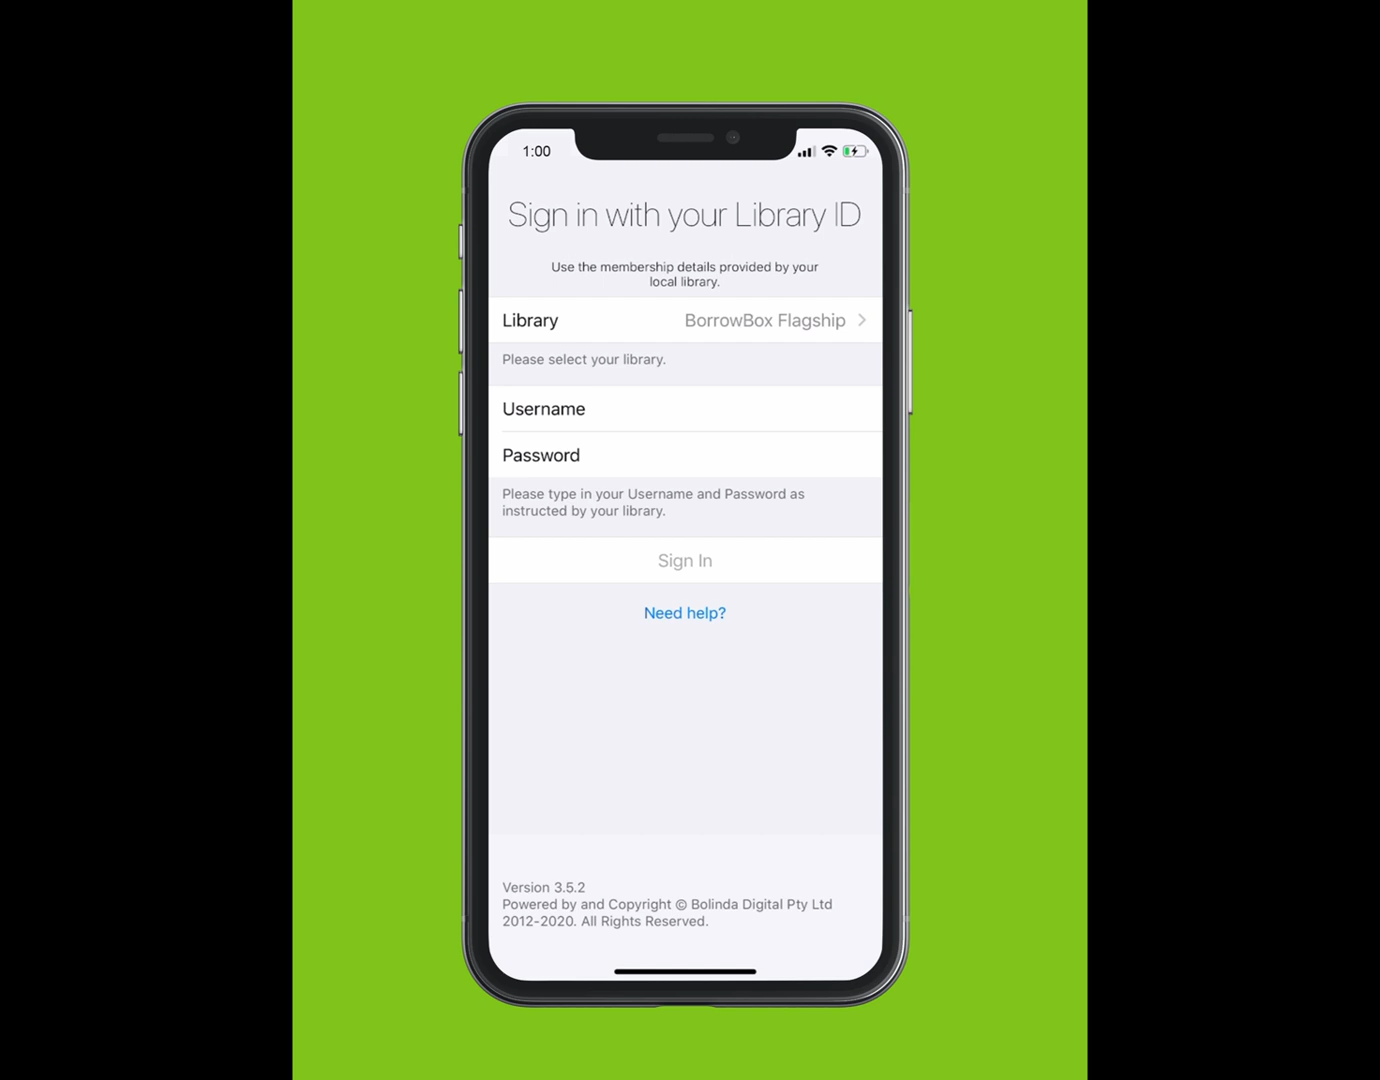 1:00
Sign in with your Library ID
Use the membership details provided by your
local library.
Library BorrowBox Flagship
Please select your library.
Username
Password
Please type in your Username and Password as
instructed by your library.
Sign In
Need help?
Version 3.5.2
Powered by and Copyright © Bolinda Digital Pty Ltd
2012-2020. All Rights Reserved.